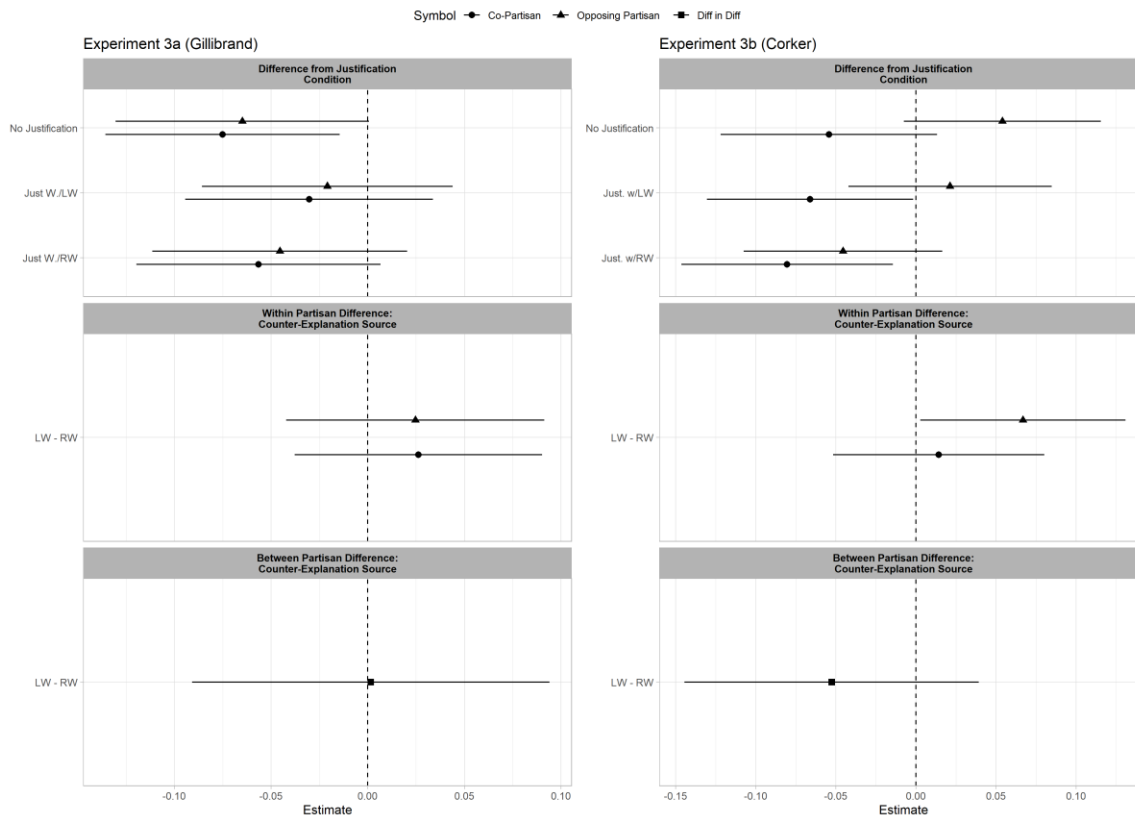 Symbol Co-Partisan Opposing Partisan Diff in Diff
Experiment 3a (Gillibrand)
Difference from Justification
Condition
No Justification
Just W./LW
Just W./RW
Within Partisan Difference:
Counter-Explanation Source
LW - RW
Between Partisan Difference:
Counter-Explanation Source
LW - RW
-0.10 -0.05 0.00 0.05 0.10
Estimate
Experiment 3b (Corker)
Difference from Justification
Condition
No Justification
Just. w/LW
Just. w/RW
Within Partisan Difference:
Counter-Explanation Source
LW - RW
Between Partisan Difference:
Counter-Explanation Source
LW - RW
-0.15 -0.10 -0.05 0.00 0.05 0.10
Estimate